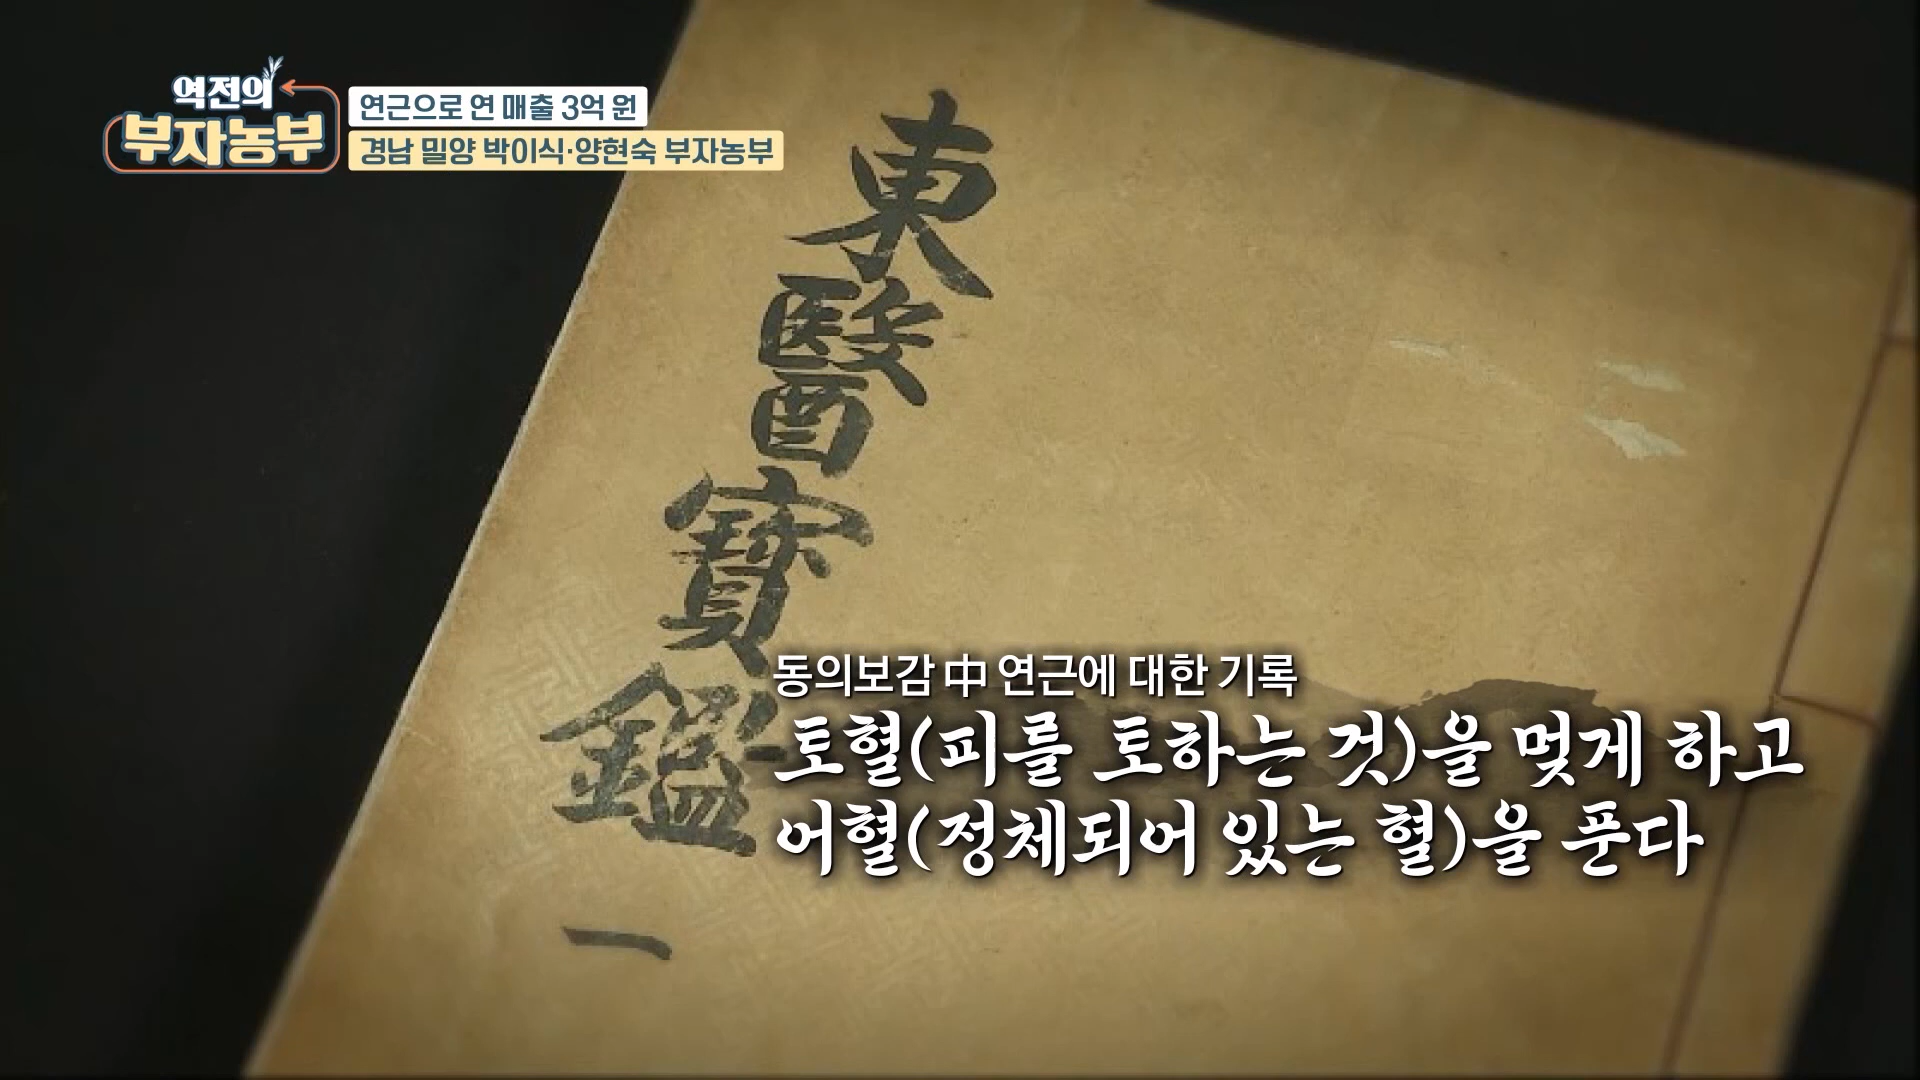 역전의
부자농부
연근으로 연 매출 3억 원
경남 밀양 박이식·양현숙 부자농부
東醫寶鑑 一
동의보감 中 연근에 대한 기록
토혈(피를 토하는 것)을 멎게 하고
어혈(정체되어 있는 혈)을 푼다